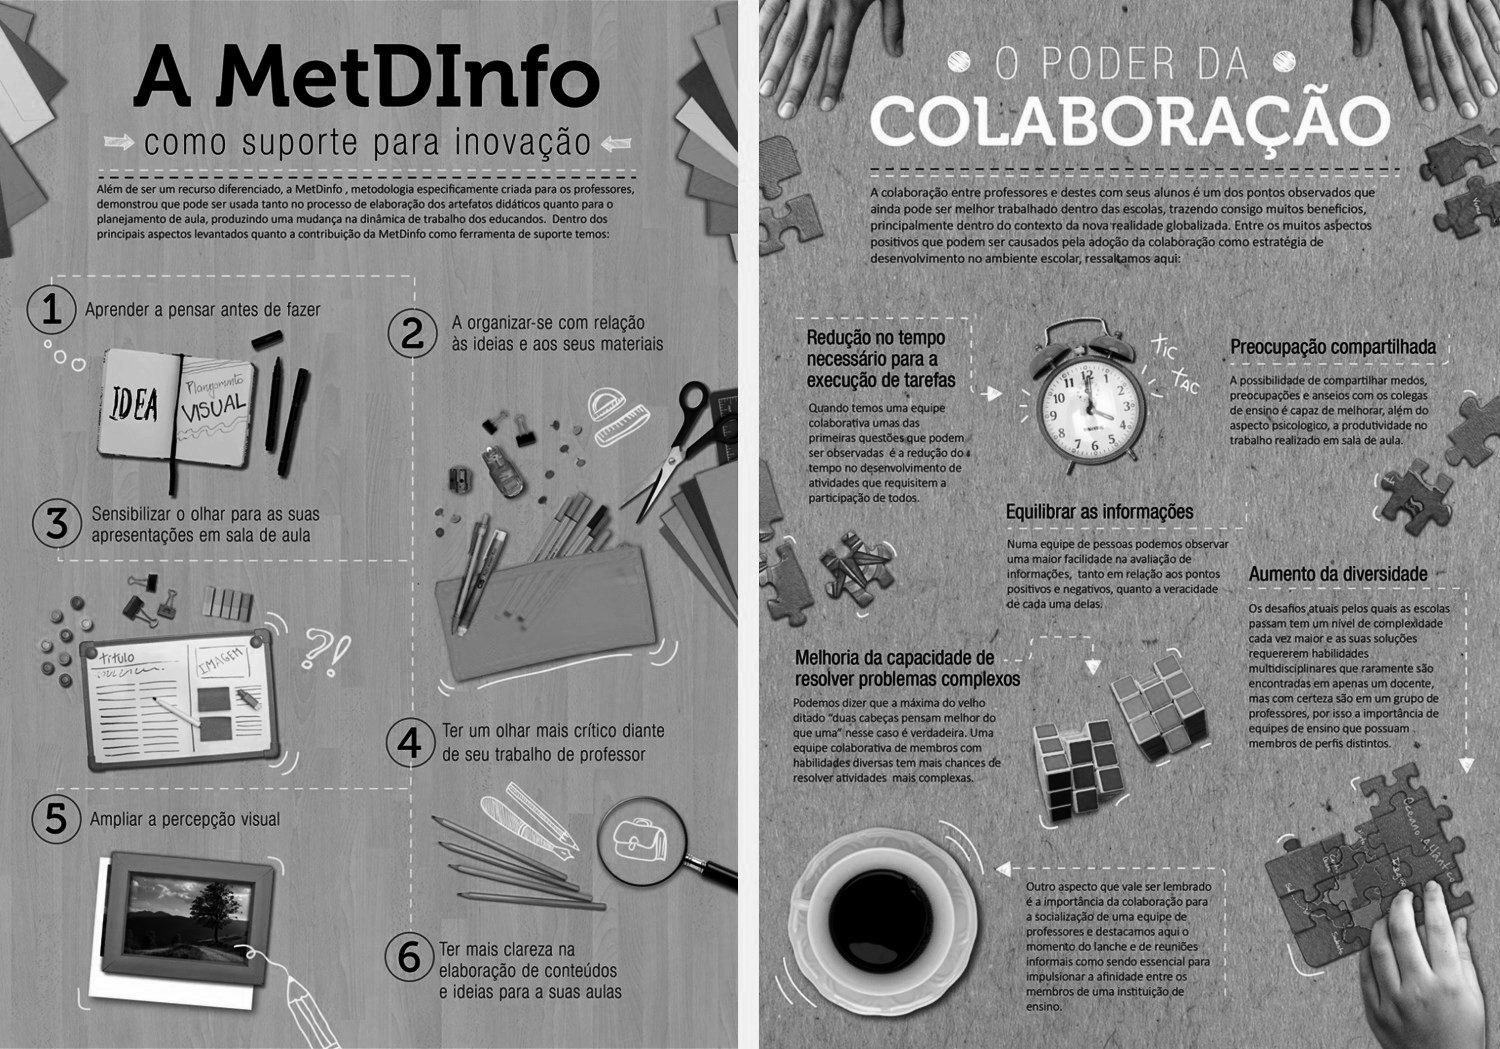 A MetDInfo
como suporte para inovação
Além de ser um recurso diferenciado, a MetDinfo , metodologia especificamente criada para os professores,
demonstrou que pode ser usada tanto no processo de elaboração dos artefatos didáticos quanto para o
planejamento de aula, produzindo uma mudança na dinâmica de trabalho dos educandos. Dentro dos
principais aspectos levantados quanto a contribuição da MetDinfo como ferramenta de suporte temos:
1
Aprender a pensar antes de fazer
IDEA
Planejamento
VISUAL
2
A organizar-se com relação
às ideias e aos seus materiais
3
Sensibilizar o olhar para as suas
apresentações em sala de aula
título
IMAGEM
?!
4
Ter um olhar mais crítico diante
de seu trabalho de professor
5
Ampliar a percepção visual
6
Ter mais clareza na
elaboração de conteúdos
e ideias para a suas aulas
O PODER DA
COLABORAÇÃO
A colaboração entre professores e destes com seus alunos é um dos pontos observados que
ainda pode ser melhor trabalhado dentro das escolas, trazendo consigo muitos benefícios,
principalmente dentro do contexto da nova realidade globalizada. Entre os muitos aspectos
positivos que podem ser causados pela adoção da colaboração como estratégia de
desenvolvimento no ambiente escolar, ressaltamos aqui:
Redução no tempo
necessário para a
execução de tarefas
Quando temos uma equipe
colaborativa umas das
primeiras questões que podem
ser observadas é a redução do
tempo no desenvolvimento de
atividades que requisitem a
participação de todos.
TIC
TAC
11 12 1
10 2
9 3
8 4
7 6 5
Preocupação compartilhada
A possibilidade de compartilhar medos,
preocupações e anseios com os colegas
de ensino é capaz de melhorar, além do
aspecto psicologico, a produtividade no
trabalho realizado em sala de aula.
Equilibrar as informações
Numa equipe de pessoas podemos observar
uma maior facilidade na avaliação de
informações, tanto em relação aos pontos
positivos e negativos, quanto a veracidade
de cada uma delas.
Aumento da diversidade
Os desafios atuais pelos quais as escolas
passam tem um nível de complexidade
cada vez maior e as suas soluções
requererem habilidades
multidisciplinares que raramente são
encontradas em apenas um docente,
mas com certeza são em um grupo de
professores, por isso a importância de
equipes de ensino que possuam
membros de perfis distintos.
Melhoria da capacidade de
resolver problemas complexos
Podemos dizer que a máxima do velho
ditado "duas cabeças pensam melhor do
que uma" nesse caso é verdadeira. Uma
equipe colaborativa de membros com
habilidades diversas tem mais chances de
resolver atividades mais complexas.
Oceano Atlântico
Outro aspecto que vale ser lembrado
é a importância da colaboração para
a socialização de uma equipe de
professores e destacamos aqui o
momento do lanche e de reuniões
informais como sendo essencial para
impulsionar a afinidade entre os
membros de uma instituição de
ensino.